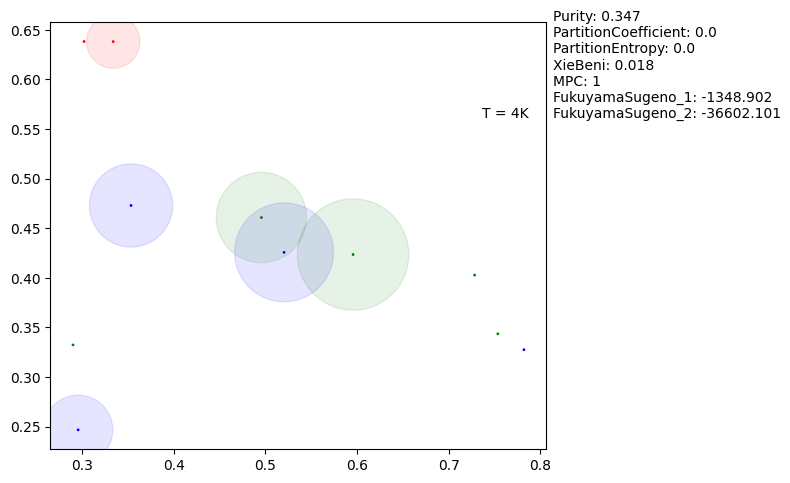 Purity: 0.347
PartitionCoefficient: 0.0
PartitionEntropy: 0.0
XieBeni: 0.018
MPC: 1
FukuyamaSugeno_1: -1348.902
FukuyamaSugeno_2: -36602.101
T = 4K
0.65
0.60
0.55
0.50
0.45
0.40
0.35
0.30
0.25
0.3 0.4 0.5 0.6 0.7 0.8